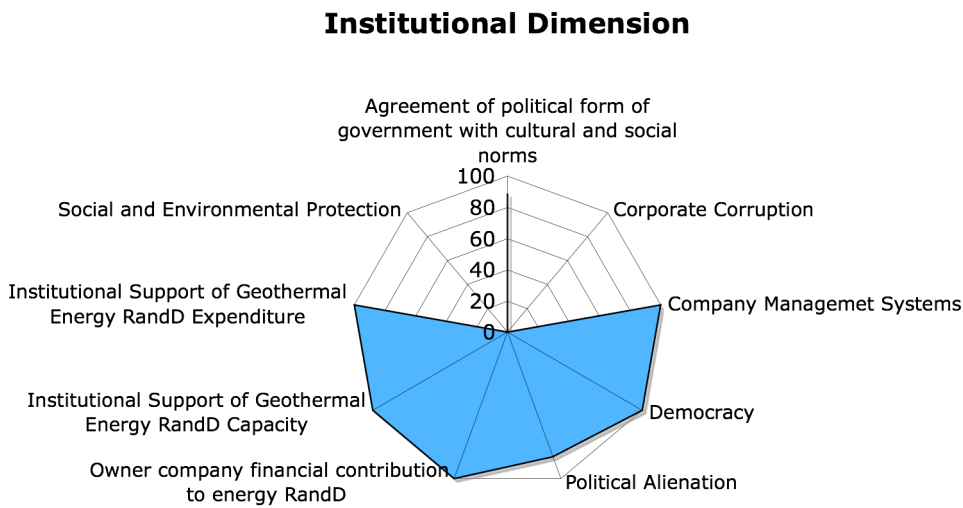 Institutional Dimension
Agreement of political form of
government with cultural and social
norms
100
80
60
40
20
0
Corporate Corruption
Company Managemet Systems
Democracy
Political Alienation
Owner company financial contribution
to energy RandD
Institutional Support of Geothermal
Energy RandD Capacity
Institutional Support of Geothermal
Energy RandD Expenditure
Social and Environmental Protection